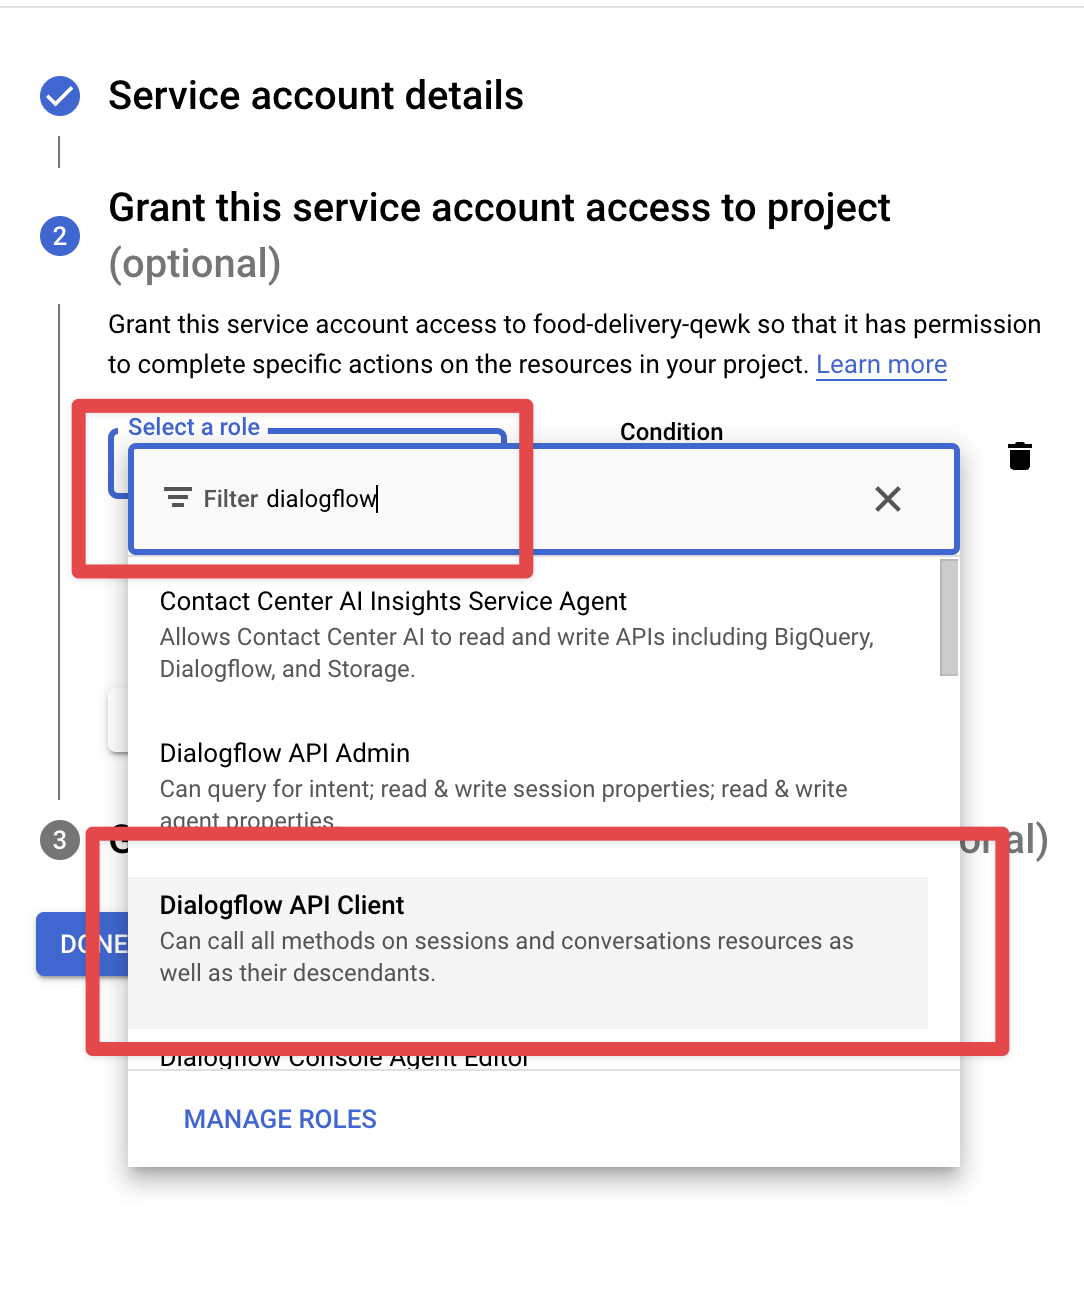 Service account details
2
Grant this service account access to project
(optional)
Grant this service account access to food-delivery-qewk so that it has permission
to complete specific actions on the resources in your project. Learn more
Select a role
Condition
Filter dialogflow
Contact Center AI Insights Service Agent
Allows Contact Center AI to read and write APIs including BigQuery,
Dialogflow, and Storage.
Dialogflow API Admin
Can query for intent; read & write session properties; read & write
agent properties.
3
Dialogflow API Client
DONE
Can call all methods on sessions and conversations resources as
well as their descendants.
Dialogflow Console Agent Editor
MANAGE ROLES